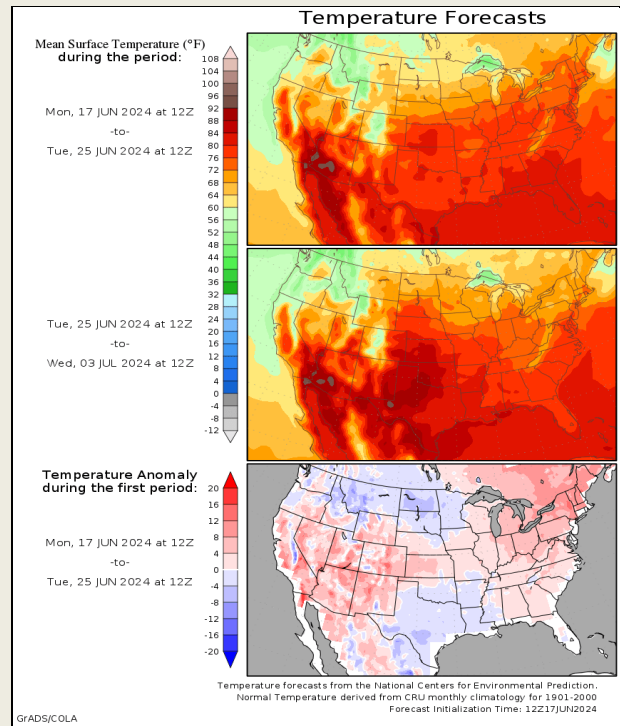 Temperature Forecasts
Mean Surface Temperature (°F)
during the period:
108
104
100
96
92
88
84
80
76
72
68
64
60
56
52
48
44
40
36
32
28
24
20
16
12
8
4
0
-4
-8
-12
Mon, 17 JUN 2024 at 12Z
-to-
Tue, 25 JUN 2024 at 12Z
Tue, 25 JUN 2024 at 12Z
-to-
Wed, 03 JUL 2024 at 12Z
Temperature Anomaly
during the first period:
20
16
12
8
4
0
-4
-8
-12
-16
-20
Mon, 17 JUN 2024 at 12Z
-to-
Tue, 25 JUN 2024 at 12Z
Temperature forecasts from the National Centers for Environmental Prediction.
Normal Temperature derived from CRU monthly climatology for 1901-2000
Forecast Initialization Time: 12Z17JUN2024
GrADS/COLA